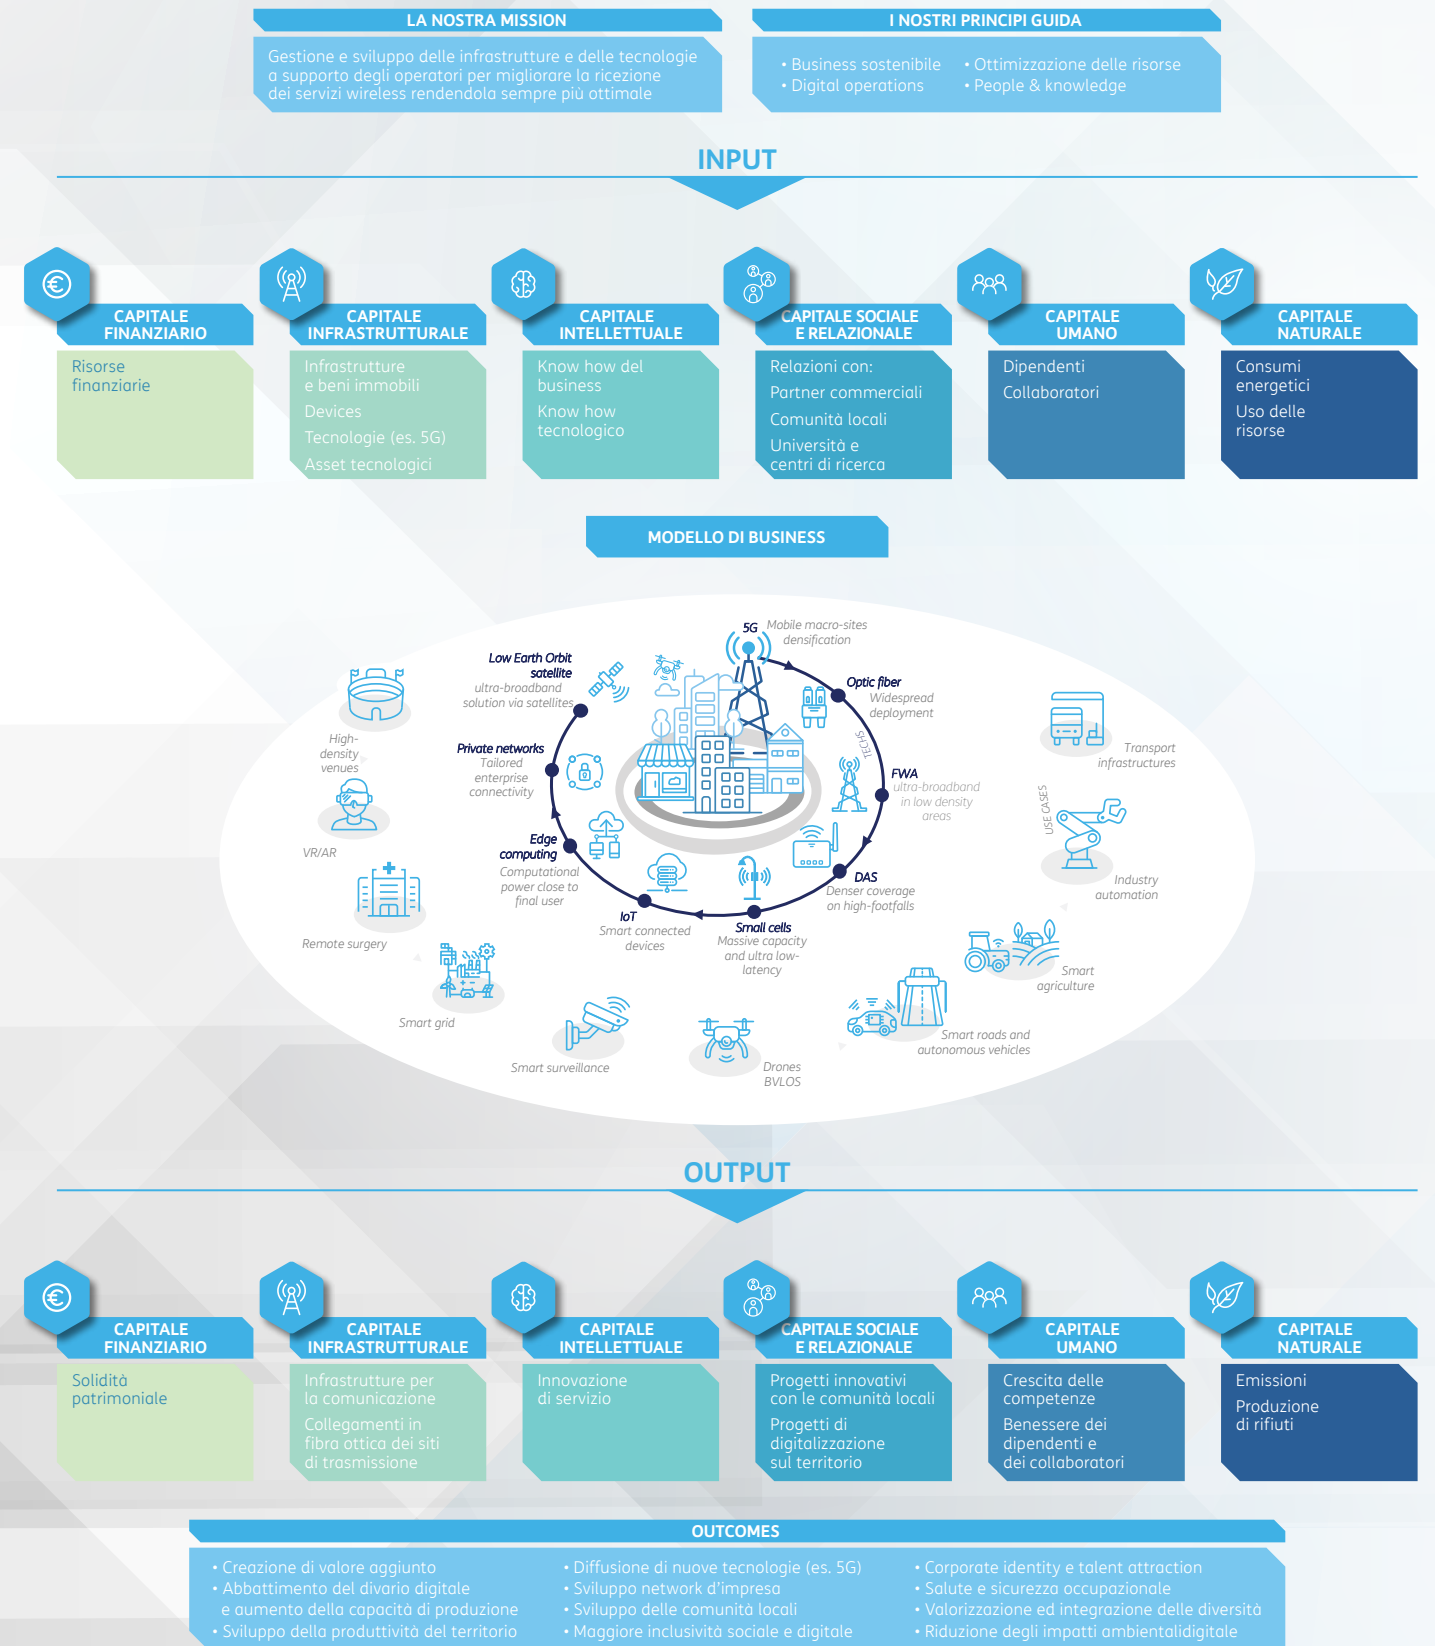 LA NOSTRA MISSION
Gestione e sviluppo delle infrastrutture e delle tecnologie
a supporto degli operatori per migliorare la ricezione
dei servizi wireless rendendola sempre più ottimale
I NOSTRI PRINCIPI GUIDA
• Business sostenibile
• Digital operations
• Ottimizzazione delle risorse
• People & knowledge
INPUT
CAPITALE
FINANZIARIO
Risorse
finanziarie
CAPITALE
INFRASTRUTTURALE
Infrastrutture
e beni immobili
Devices
Tecnologie (es. 5G)
Asset tecnologici
CAPITALE
INTELLETTUALE
Know how del
business
Know how
tecnologico
CAPITALE SOCIALE
E RELAZIONALE
Relazioni con:
Partner commerciali
Comunità locali
Università e
centri di ricerca
CAPITALE
UMANO
Dipendenti
Collaboratori
CAPITALE
NATURALE
Consumi
energetici
Uso delle
risorse
MODELLO DI BUSINESS
5G
Mobile macro-sites
densification
Optic fiber
Widespread
deployment
TECHS
FWA
ultra-broadband
in low density
areas
DAS
Denser coverage
on high-footfalls
Small cells
Massive capacity
and ultra low-
latency
IoT
Smart connected
devices
Edge
computing
Computational
power close to
final user
Private networks
Tailored
enterprise
connectivity
Low Earth Orbit
satellite
ultra-broadband
solution via satellites
USE CASES
Transport
infrastructures
Industry
automation
Smart
agriculture
Smart roads and
autonomous vehicles
Drones
BVLOS
Smart surveillance
Smart grid
Remote surgery
VR/AR
High-
density
venues
OUTPUT
CAPITALE
FINANZIARIO
Solidità
patrimoniale
CAPITALE
INFRASTRUTTURALE
Infrastrutture per
la comunicazione
Collegamenti in
fibra ottica dei siti
di trasmissione
CAPITALE
INTELLETTUALE
Innovazione
di servizio
CAPITALE SOCIALE
E RELAZIONALE
Progetti innovativi
con le comunità locali
Progetti di
digitalizzazione
sul territorio
CAPITALE
UMANO
Crescita delle
competenze
Benessere dei
dipendenti e
dei collaboratori
CAPITALE
NATURALE
Emissioni
Produzione
di rifiuti
OUTCOMES
• Creazione di valore aggiunto
• Abbattimento del divario digitale
e aumento della capacità di produzione
• Sviluppo della produttività del territorio
• Diffusione di nuove tecnologie (es. 5G)
• Sviluppo network d'impresa
• Sviluppo delle comunità locali
• Maggiore inclusività sociale e digitale
• Corporate identity e talent attraction
• Salute e sicurezza occupazionale
• Valorizzazione ed integrazione delle diversità
• Riduzione degli impatti ambientalidigitale